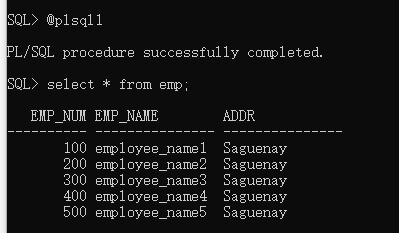 SQL> @plsql1
PL/SQL procedure successfully completed.
SQL> select * from emp;
EMP_NUM EMP_NAME ADDR
---------- --------------- ---------------
100 employee_name1 Saguenay
200 employee_name2 Saguenay
300 employee_name3 Saguenay
400 employee_name4 Saguenay
500 employee_name5 Saguenay